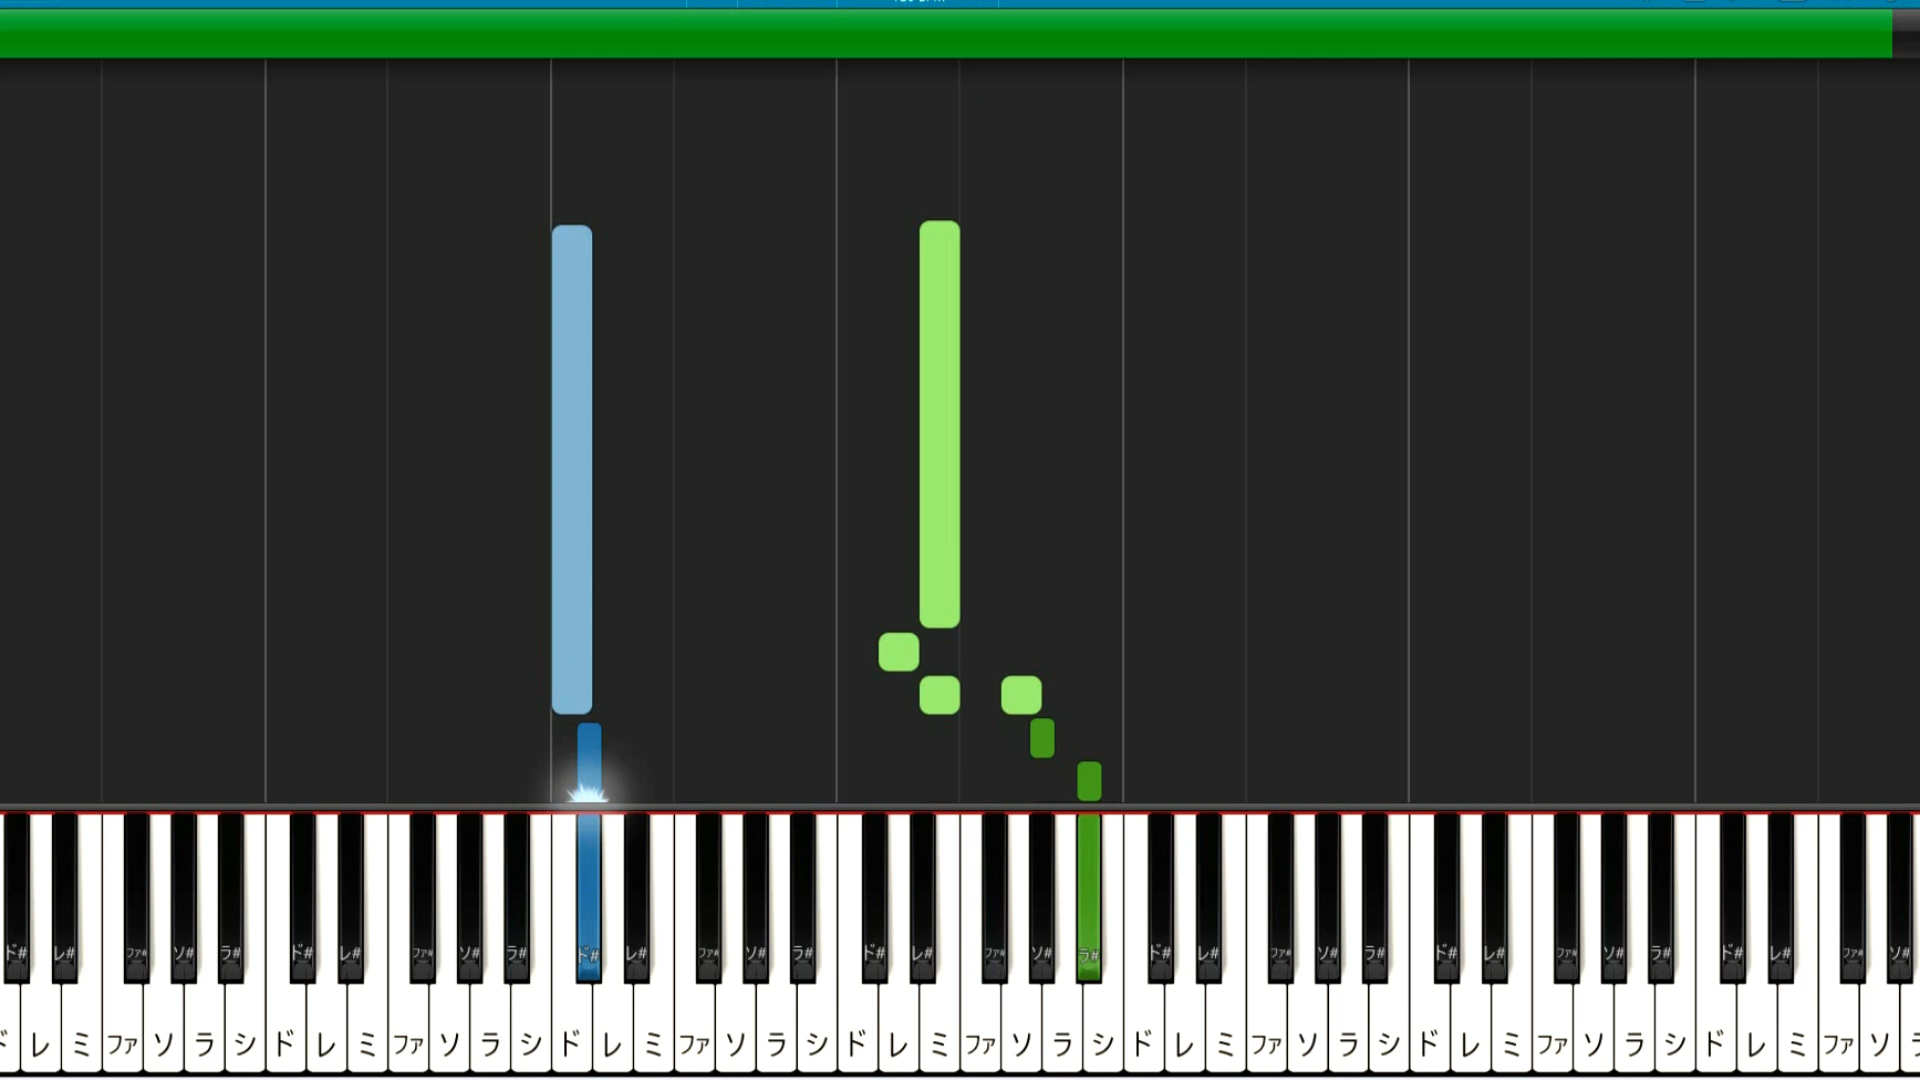 ド# レ# ファ# ソ# ラ# ド# レ# ファ# ソ# ラ# ド# レ# ファ# ソ# ラ# ド# レ# ファ# ソ# ラ# ド# レ# ファ# ソ# ラ# ド# レ# ファ# ソ# ラ# ド# レ# ファ# ソ#
ド レ ミ ファ ソ ラ シ ド レ ミ ファ ソ ラ シ ド レ ミ ファ ソ ラ シ ド レ ミ ファ ソ ラ シ ド レ ミ ファ ソ ラ シ ド レ ミ ファ ソ ラ シ ド レ ミ ファ ソ